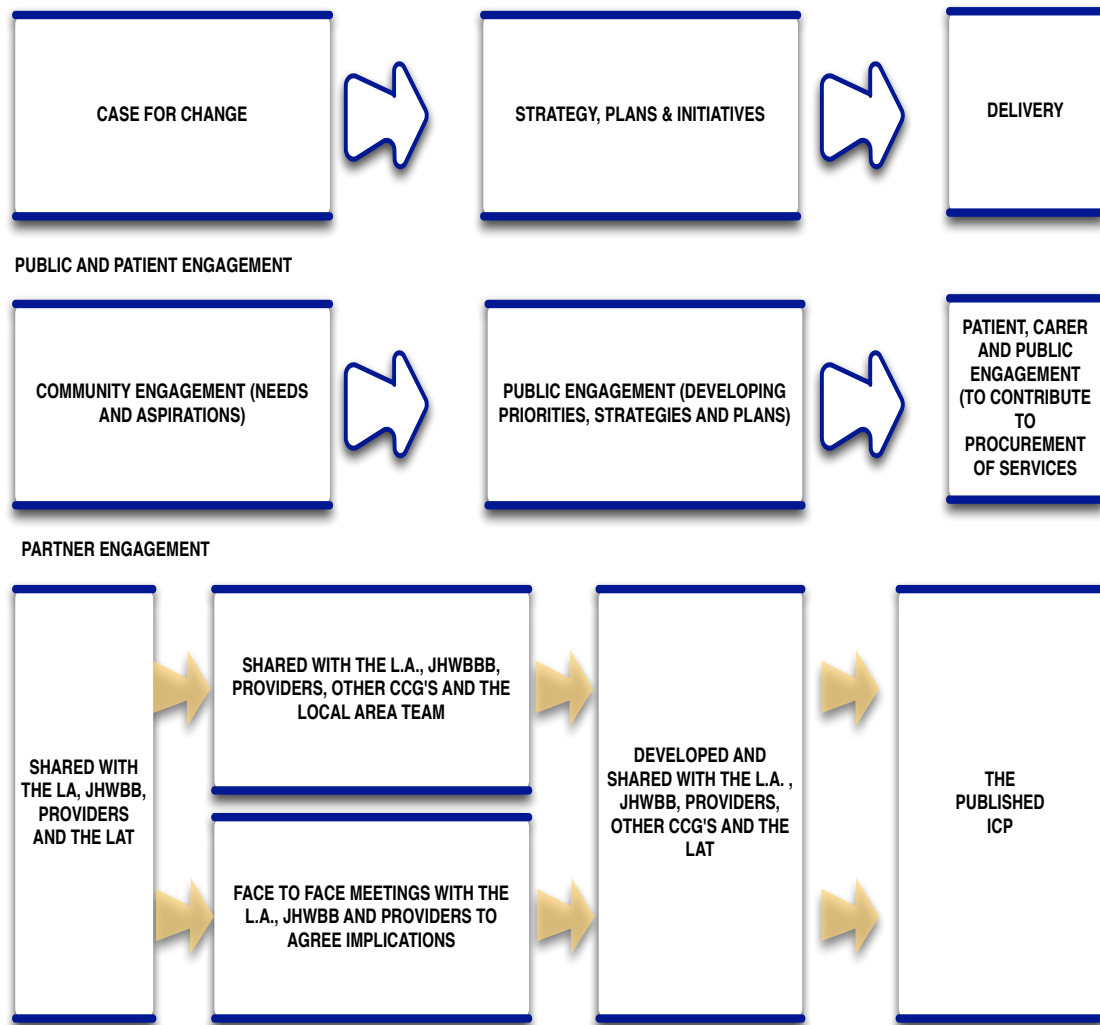 CASE FOR CHANGE
STRATEGY, PLANS & INITIATIVES
DELIVERY
PUBLIC AND PATIENT ENGAGEMENT
COMMUNITY ENGAGEMENT (NEEDS
AND ASPIRATIONS)
PUBLIC ENGAGEMENT (DEVELOPING
PRIORITIES, STRATEGIES AND PLANS)
PATIENT, CARER
AND PUBLIC
ENGAGEMENT
(TO CONTRIBUTE
TO
PROCUREMENT
OF SERVICES
PARTNER ENGAGEMENT
SHARED WITH
THE LA, JHWBB,
PROVIDERS
AND THE LAT
SHARED WITH THE L.A., JHWBBB,
PROVIDERS, OTHER CCG'S AND THE
LOCAL AREA TEAM
FACE TO FACE MEETINGS WITH THE
L.A., JHWBB AND PROVIDERS TO
AGREE IMPLICATIONS
DEVELOPED AND
SHARED WITH THE L.A. ,
JHWBB, PROVIDERS,
OTHER CCG'S AND THE
LAT
THE
PUBLISHED
ICP